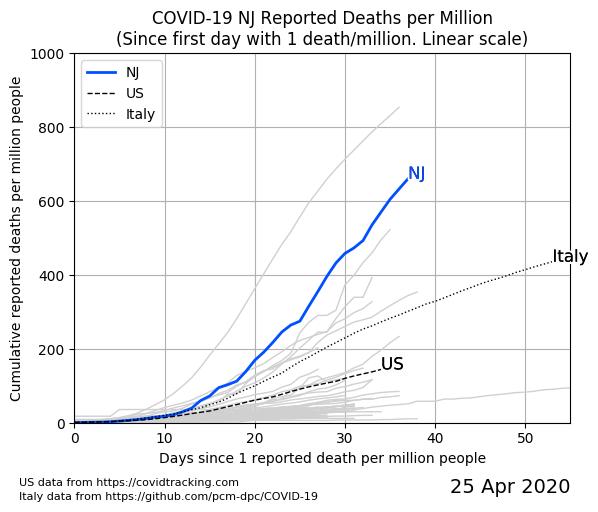 COVID-19 NJ Reported Deaths per Million
(Since first day with 1 death/million. Linear scale)
Cumulative reported deaths per million people
1000
800
600
400
200
0
NJ
US
Italy
NJ
Italy
US
0 10 20 30 40 50
Days since 1 reported death per million people
US data from https://covidtracking.com
Italy data from https://github.com/pcm-dpc/COVID-19
25 Apr 2020